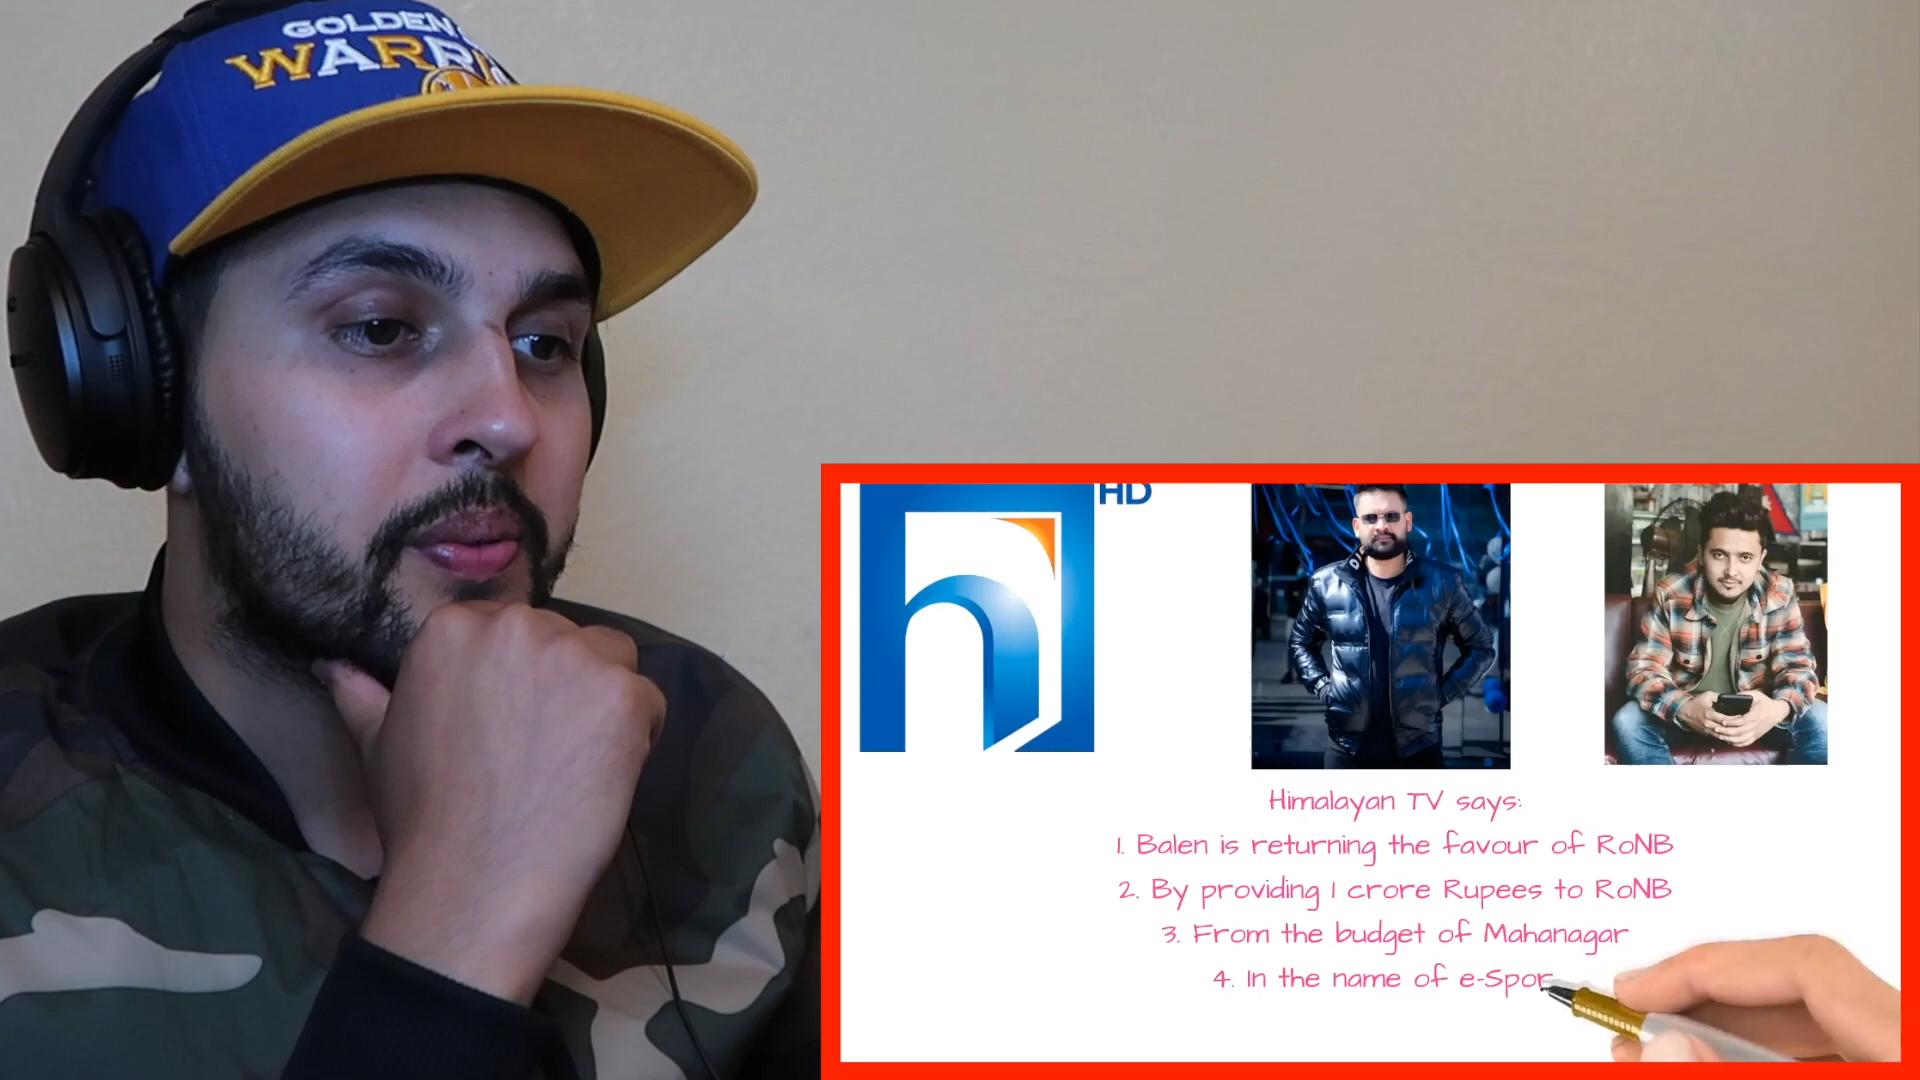 GOLDEN
WARR
HD
Himalayan TV says:
1. Balen is returning the favour of RoNB
2. By providing 1 crore Rupees to RoNB
3. From the budget of Mahanagar
4. In the name of e-Spor